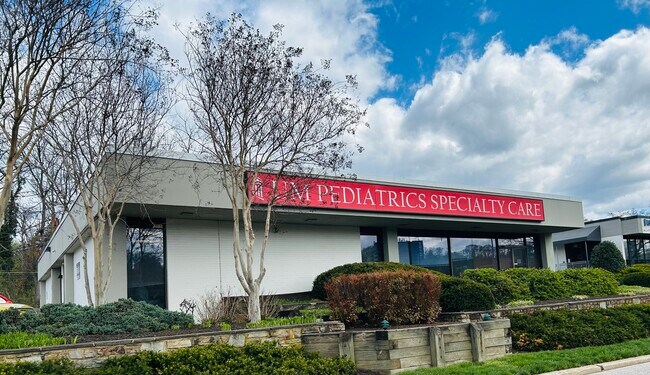 UM PEDIATRICS SPECIALTY CARE